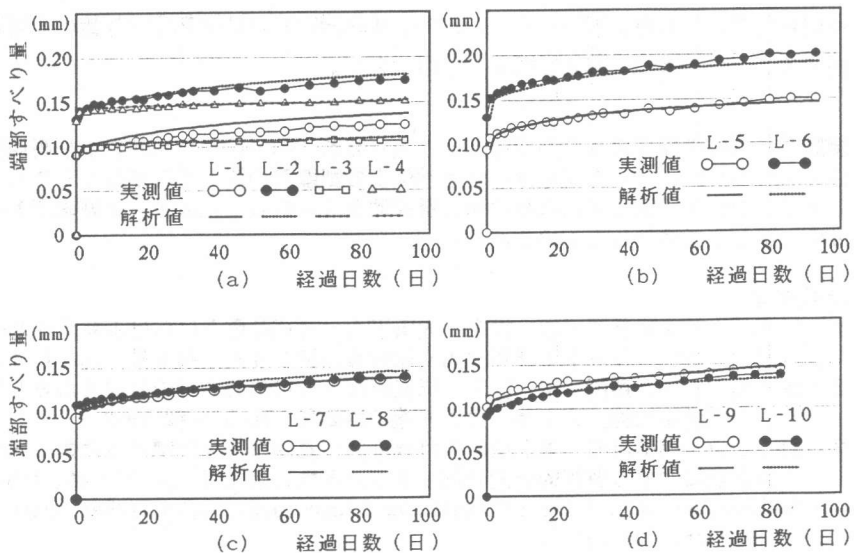 (mm)
端部すべり量
0.20
0.15
0.10
0.05
0
L-1 L-2 L-3 L-4
実測値
解析値
0 20 40 60 80 100
(a) 経過日数(日)
(mm)
0.20
0.15
0.10
0.05
0
L-5 L-6
実測値
解析値
0 20 40 60 80 100
(b) 経過日数(日)
(mm)
端部すべり量
0.15
0.10
0.05
0
L-7 L-8
実測値
解析値
0 20 40 60 80 100
(c) 経過日数(日)
(mm)
0.15
0.10
0.05
0
L-9 L-10
実測値
解析値
0 20 40 60 80 100
(d) 経過日数(日)